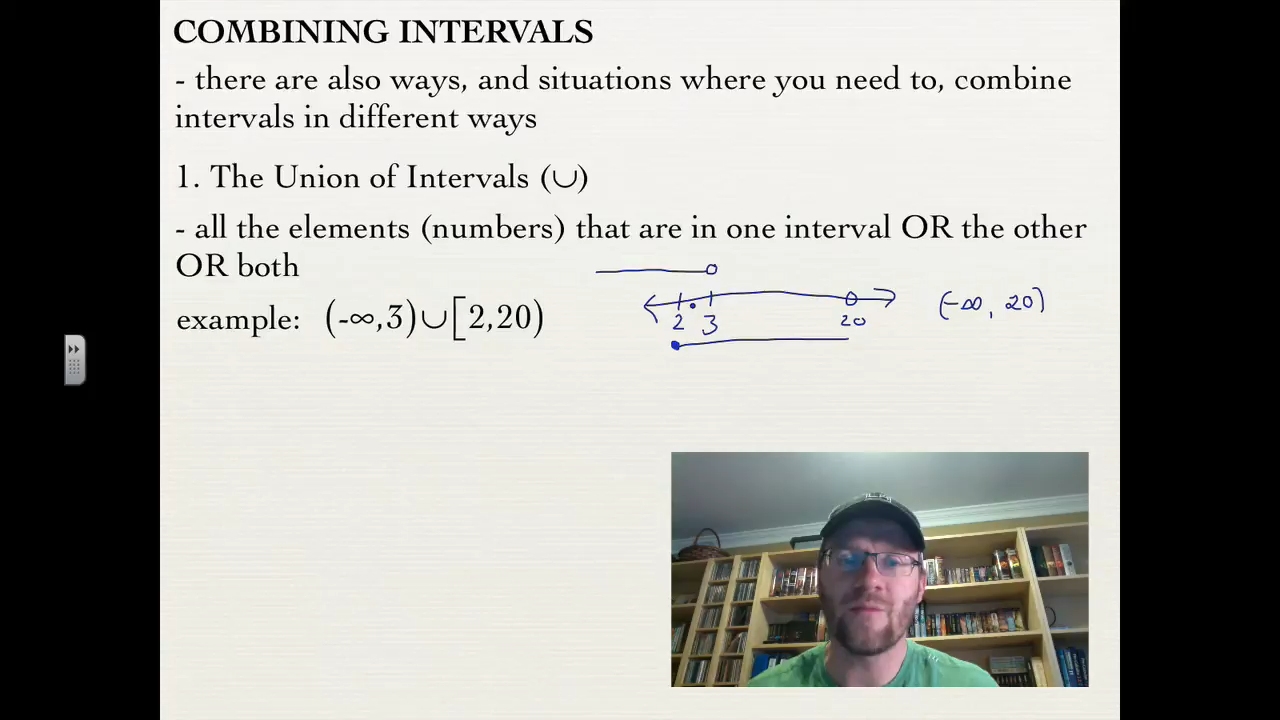 COMBINING INTERVALS
- there are also ways, and situations where you need to, combine
intervals in different ways
1. The Union of Intervals (∪)
- all the elements (numbers) that are in one interval OR the other
OR both
example: (-∞,3)∪[2,20)
2 3 20
(-∞, 20)